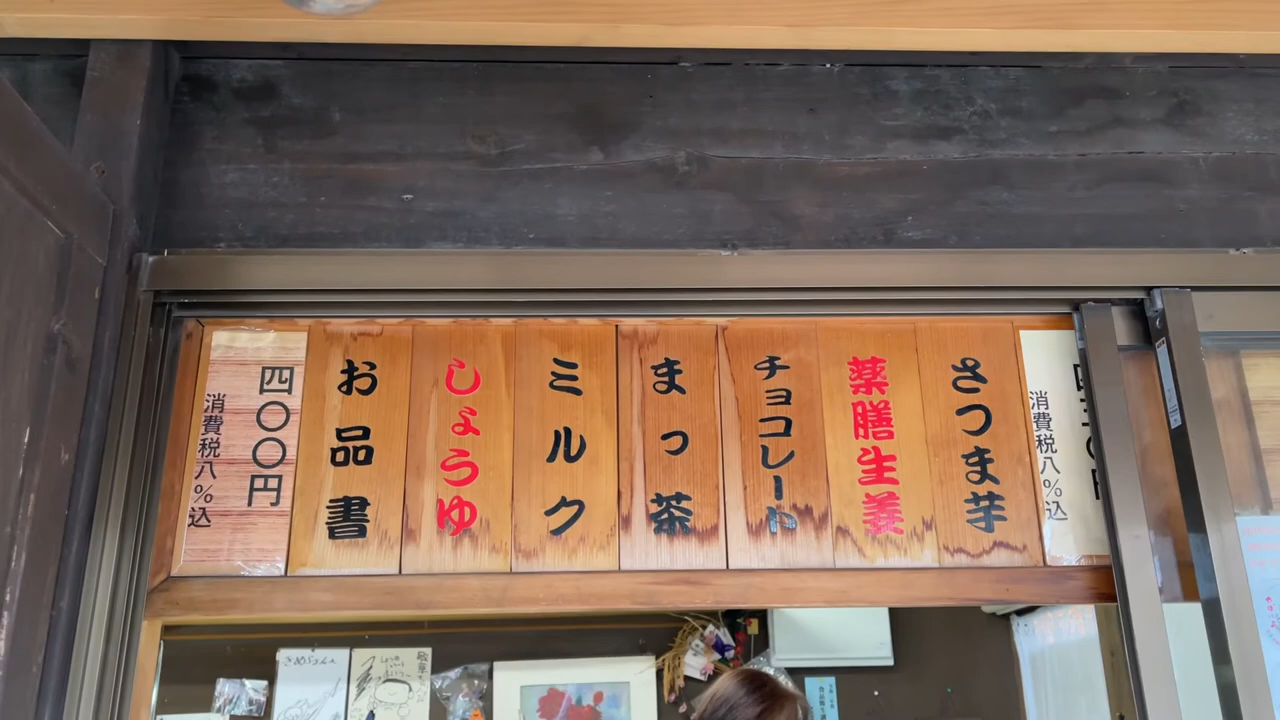 四〇〇円
消費税八%込
お品書
しょうゆ
ミルク
まっ茶
チョコレート
薬膳生姜
さつま芋
消費税八%込